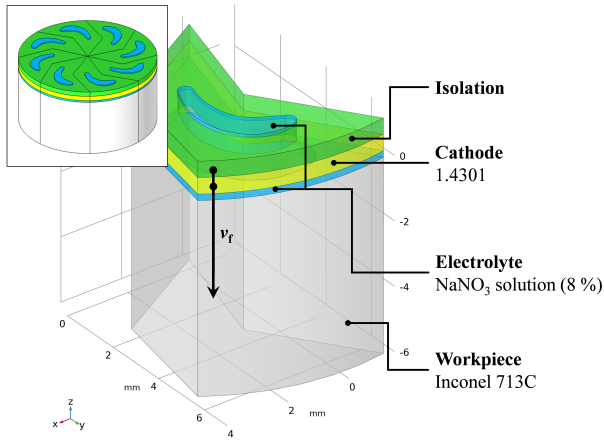 Isolation
Cathode
1.4301
Electrolyte
NaNO₃ solution (8 %)
Workpiece
Inconel 713C
v_f
0
-2
-4
-6
0
2
4
6
mm
0
2
4
mm
z
x
y